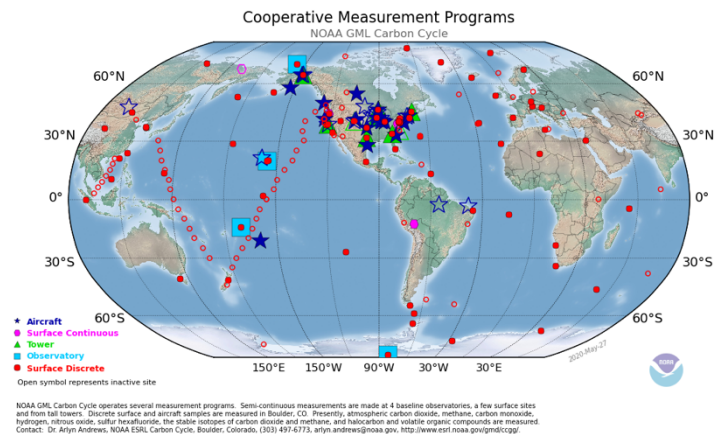 Cooperative Measurement Programs
NOAA GML Carbon Cycle
60°N
60°N
30°N
30°N
0°
0°
30°S
30°S
60°S
60°S
150°E
150°W
90°W
30°W
30°E
2020-May-27
NOAA
Aircraft
Surface Continuous
Tower
Observatory
Surface Discrete
Open symbol represents inactive site
NOAA GML Carbon Cycle operates several measurement programs. Semi-continuous measurements are made at 4 baseline observatories, a few surface sites
and from tall towers. Discrete surface and aircraft samples are measured in Boulder, CO. Presently, atmospheric carbon dioxide, methane, carbon monoxide,
hydrogen, nitrous oxide, sulphur hexafluoride, the stable isotopes of carbon dioxide and methane, and halocarbon and volatile organic compounds are measured.
Contact: Dr. Arlyn Andrews, NOAA ESRL Carbon Cycle, Boulder, Colorado, (303) 497-6773, arlyn.andrews@noaa.gov, http://www.esrl.noaa.gov/gmd/ccgg/.